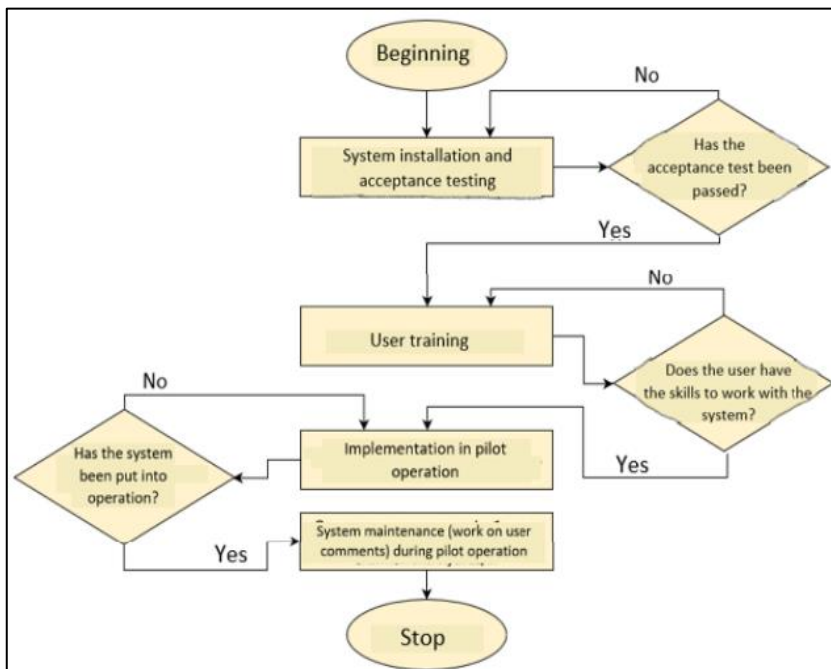 Beginning
No
System installation and
acceptance testing
Has the
acceptance test been
passed?
Yes
No
User training
Does the user have
the skills to work with the
system?
No
Implementation in pilot
operation
Has the system
been put into
operation?
Yes
System maintenance (work on user
comments) during pilot operation
Yes
Stop